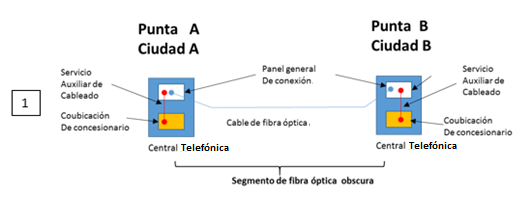 Punta A
Ciudad A
Punta B
Ciudad B
Servicio
Auxiliar de
Cableado
Panel general
De conexión.
Servicio
Auxiliar de
Cableado
1
Coubicación
De concesionario
Cable de fibra óptica.
Coubicación
De concesionario
Central Telefónica
Central Telefónica
Segmento de fibra óptica obscura